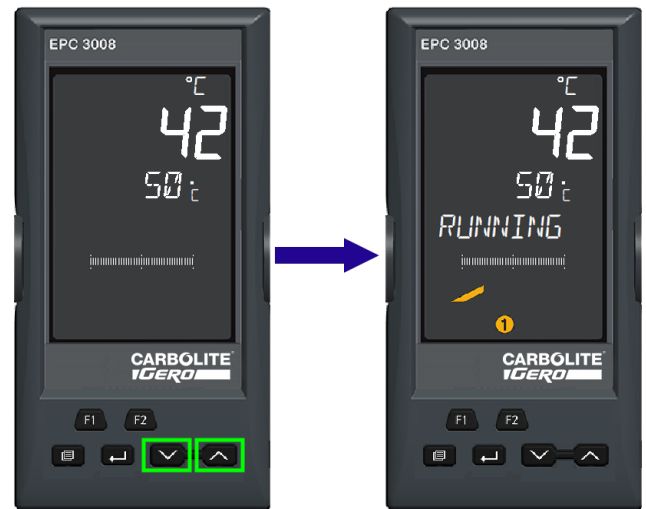 EPC 3008
°C
42
50 °C
CARBOLITE
GERO
F1 F2
EPC 3008
°C
42
50 °C
RUNNING
1
CARBOLITE
GERO
F1 F2